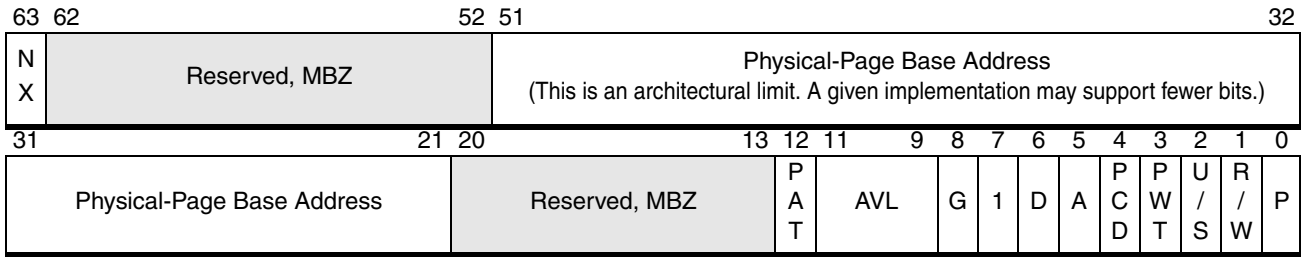 63 62 52 51 32
N X Reserved, MBZ Physical-Page Base Address
(This is an architectural limit. A given implementation may support fewer bits.)
31 21 20 13 12 11 9 8 7 6 5 4 3 2 1 0
Physical-Page Base Address Reserved, MBZ P A T AVL G 1 D A P C D P W T U / S R / W P